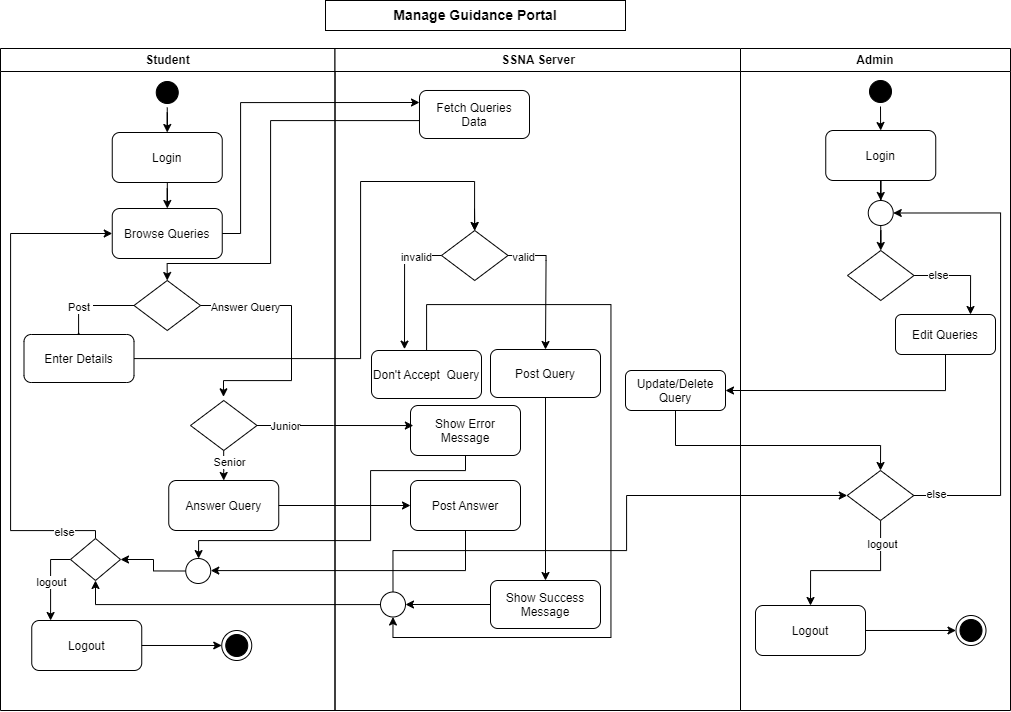 Manage Guidance Portal
Student
SSNA Server
Admin
Fetch Queries
Data
Login
Login
Browse Queries
invalid
valid
else
Post
Answer Query
Edit Queries
Enter Details
Don't Accept  Query
Post Query
Update/Delete
Query
Junior
Show Error
Message
Senior
else
Answer Query
Post Answer
else
logout
logout
Show Success
Message
Logout
Logout